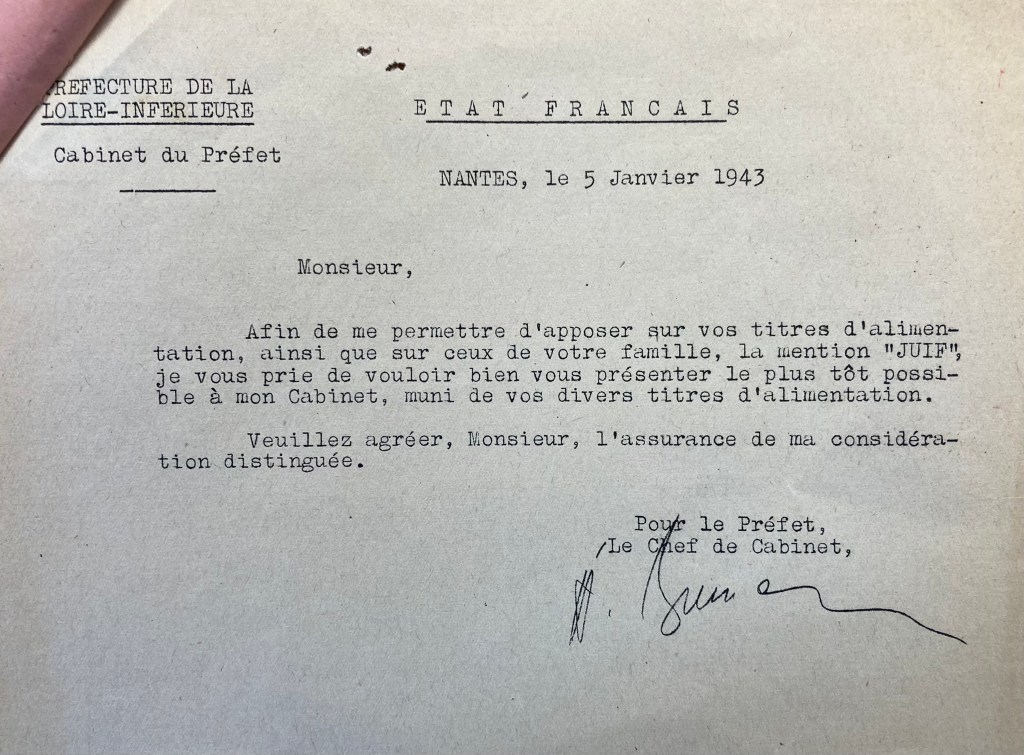 PREFECTURE DE LA
LOIRE-INFERIEURE
Cabinet du Préfet
ETAT FRANCAIS
NANTES, le 5 Janvier 1943
Monsieur,
Afin de me permettre d'apposer sur vos titres d'alimen-
tation, ainsi que sur ceux de votre famille, la mention "JUIF",
je vous prie de vouloir bien vous présenter le plus tôt possi-
ble à mon Cabinet, muni de vos divers titres d'alimentation.
Veuillez agréer, Monsieur, l'assurance de ma considéra-
tion distinguée.
Pour le Préfet,
Le Chef de Cabinet,